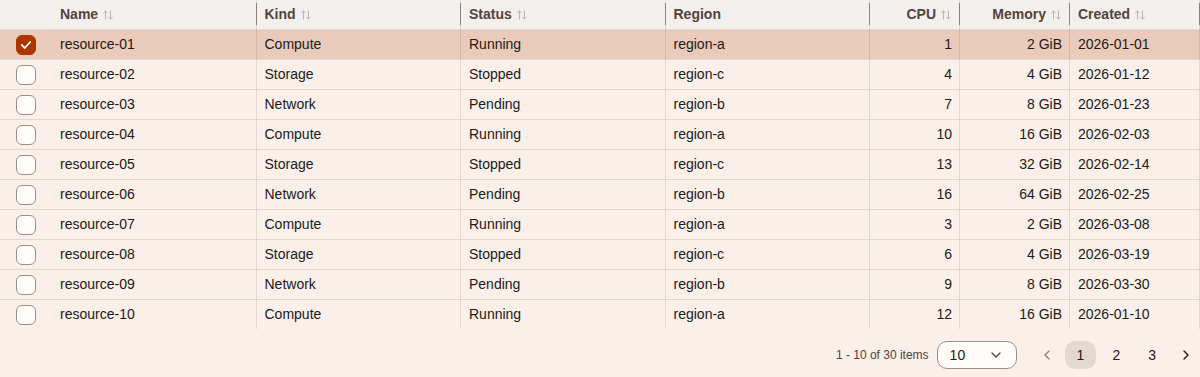 Name Kind Status Region CPU Memory Created
resource-01 Compute Running region-a 1 2 GiB 2026-01-01
resource-02 Storage Stopped region-c 4 4 GiB 2026-01-12
resource-03 Network Pending region-b 7 8 GiB 2026-01-23
resource-04 Compute Running region-a 10 16 GiB 2026-02-03
resource-05 Storage Stopped region-c 13 32 GiB 2026-02-14
resource-06 Network Pending region-b 16 64 GiB 2026-02-25
resource-07 Compute Running region-a 3 2 GiB 2026-03-08
resource-08 Storage Stopped region-c 6 4 GiB 2026-03-19
resource-09 Network Pending region-b 9 8 GiB 2026-03-30
resource-10 Compute Running region-a 12 16 GiB 2026-01-10
1 - 10 of 30 items 10 1 2 3